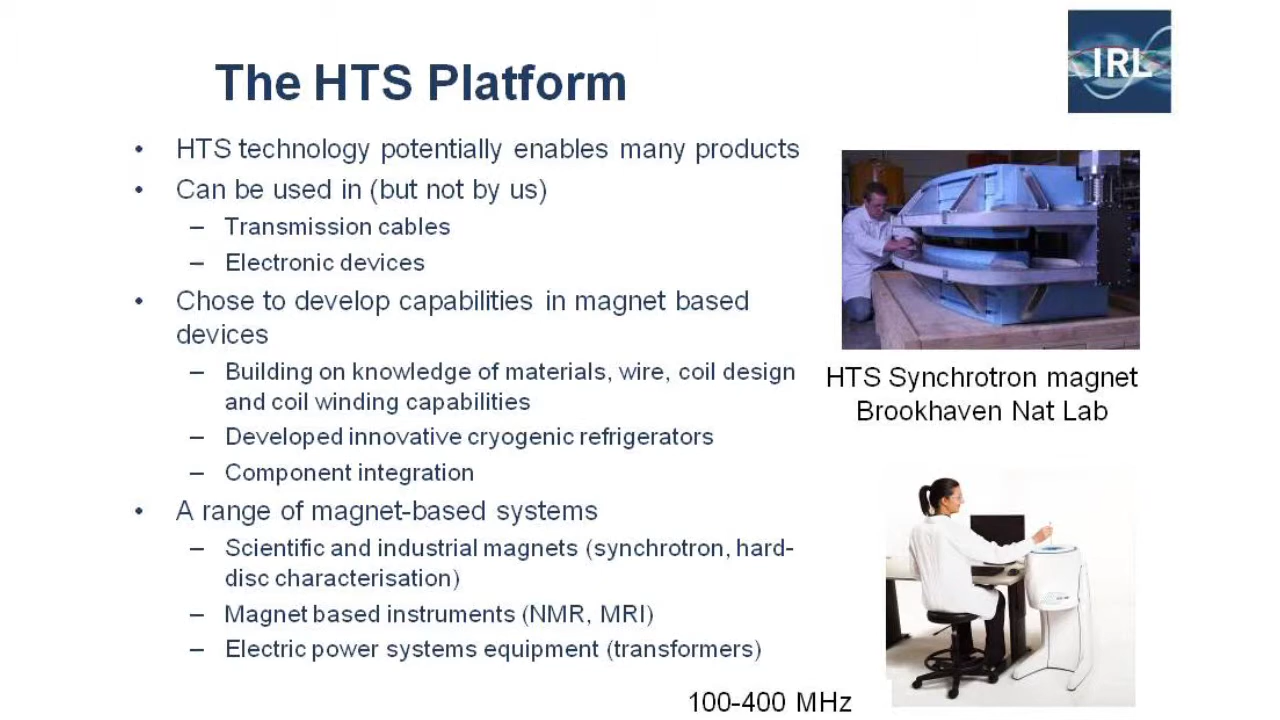 IRL
The HTS Platform
• HTS technology potentially enables many products
• Can be used in (but not by us)
– Transmission cables
– Electronic devices
• Chose to develop capabilities in magnet based
devices
– Building on knowledge of materials, wire, coil design
and coil winding capabilities
– Developed innovative cryogenic refrigerators
– Component integration
• A range of magnet-based systems
– Scientific and industrial magnets (synchrotron, hard-
disc characterisation)
– Magnet based instruments (NMR, MRI)
– Electric power systems equipment (transformers)
HTS Synchrotron magnet
Brookhaven Nat Lab
100-400 MHz